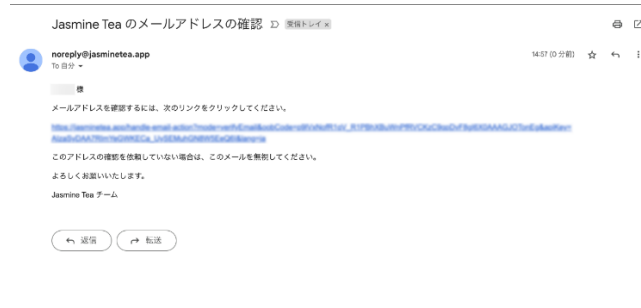 Jasmine Tea のメールアドレスの確認 受信トレイ ×
noreply@jasminetea.app 14:57 (0 分前)
To 自分
様
メールアドレスを確認するには、次のリンクをクリックしてください。
このアドレスの確認を依頼していない場合は、このメールを無視してください。
よろしくお願いいたします。
Jasmine Tea チーム
返信 転送